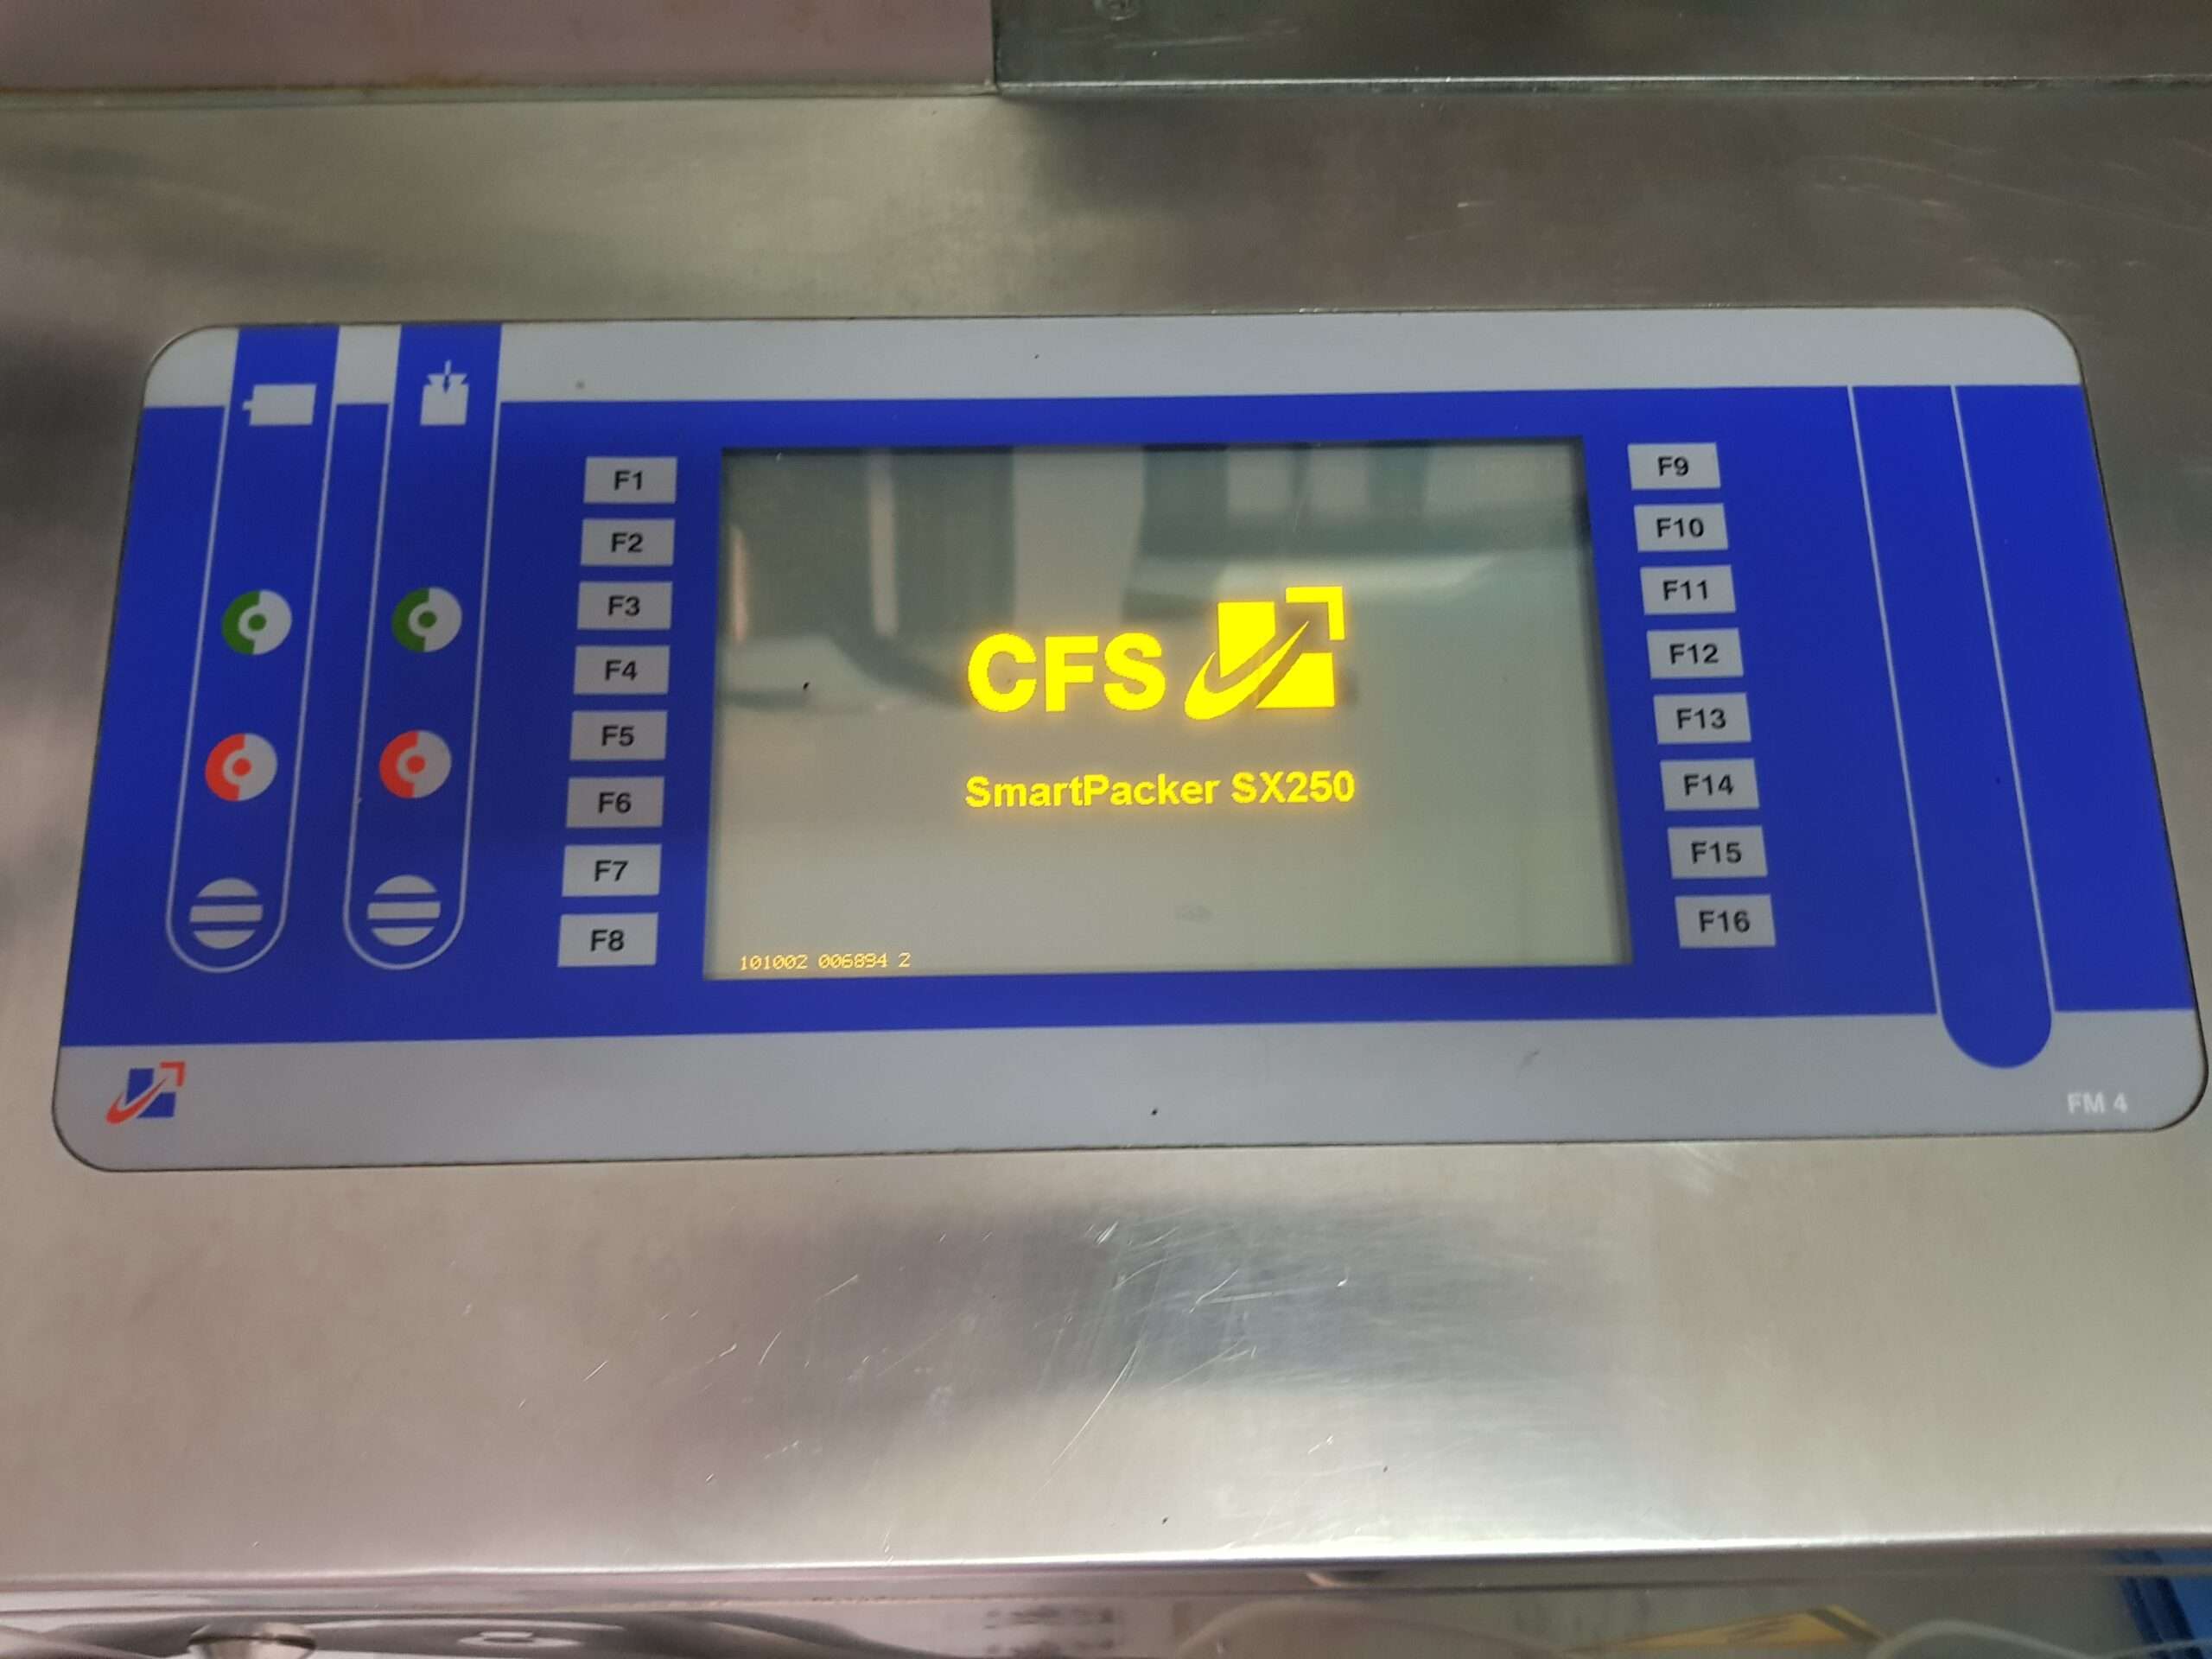 F1
F2
F3
F4
F5
F6
F7
F8
CFS
SmartPacker SX250
101002 006894 2
F9
F10
F11
F12
F13
F14
F15
F16
FM 4